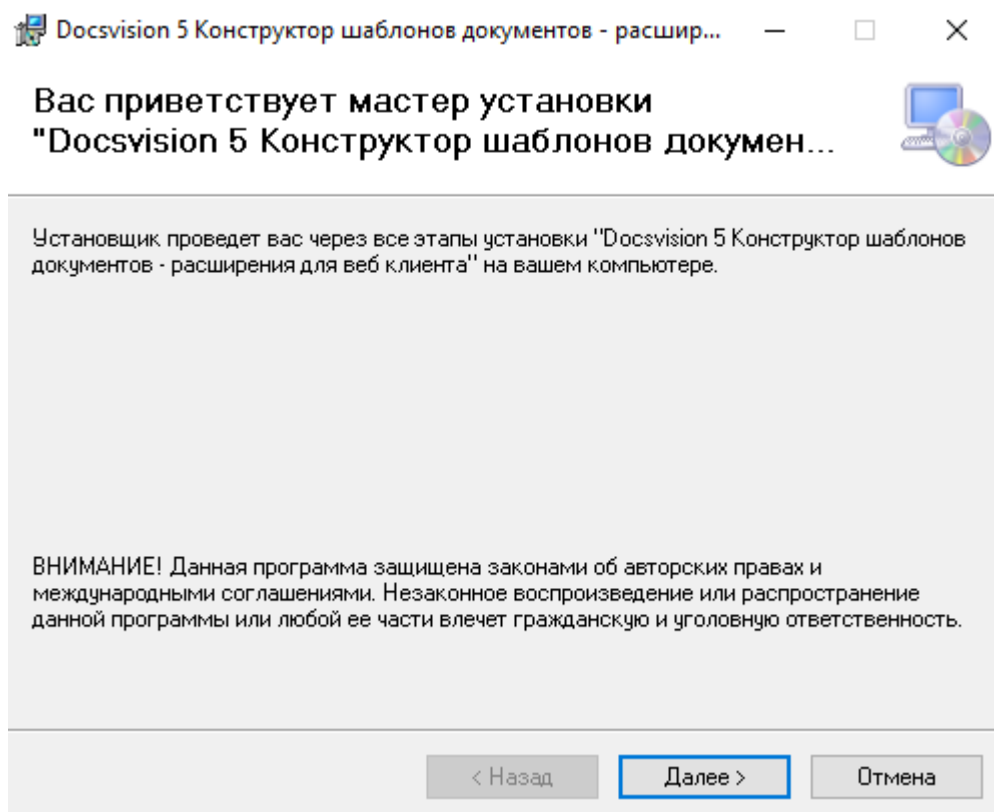 Docsvision 5 Конструктор шаблонов документов - расшир...
Вас приветствует мастер установки
"Docsvision 5 Конструктор шаблонов докумен...
Установщик проведет вас через все этапы установки "Docsvision 5 Конструктор шаблонов
документов - расширения для веб клиента" на вашем компьютере.
ВНИМАНИЕ! Данная программа защищена законами об авторских правах и
международными соглашениями. Незаконное воспроизведение или распространение
данной программы или любой ее части влечет гражданскую и уголовную ответственность.
< Назад
Далее >
Отмена